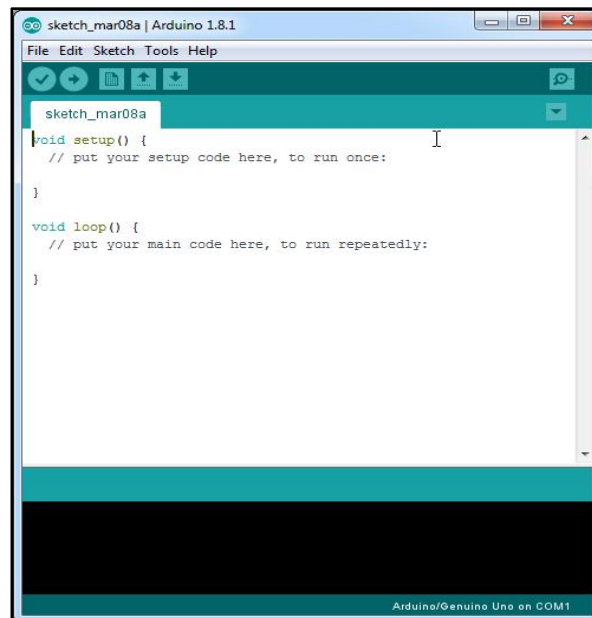 sketch_mar08a | Arduino 1.8.1
File Edit Sketch Tools Help
sketch_mar08a
void setup() {
  // put your setup code here, to run once:
}
void loop() {
  // put your main code here, to run repeatedly:
}
Arduino/Genuino Uno on COM1